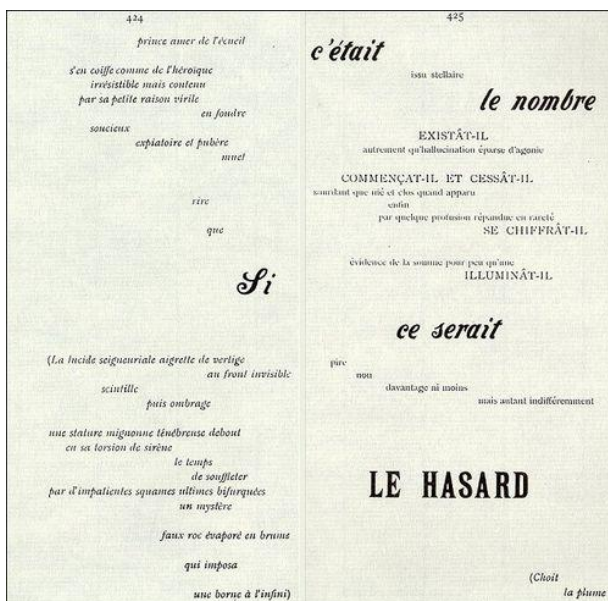 424
prince amer de l'écueil
s'en coiffe comme de l'héroïque
irrésistible mais contenu
par sa petite raison virile
en foudre
soucieux
expiatoire et pubère
muet
rire
que
Si
(La lucide seigneuriale aigrette de vertige
au front invisible
scintille
puis ombrage
une stature mignonne ténébreuse debout
en sa torsion de sirène
le temps
de souffleter
par d'impatientes squames ultimes bifurquées
un mystère
faux roc évaporé en brume
qui imposa
une borne à l'infini)
425
c'était
issu stellaire
le nombre
EXISTÂT-IL
autrement qu'hallucination éparse d'agonie
COMMENÇAT-IL ET CESSÂT-IL
sourdant que nié et clos quand apparu
enfin
par quelque profusion répandue en rareté
SE CHIFFRÂT-IL
évidence de la somme pour peu qu'une
ILLUMINÂT-IL
ce serait
pire
non
davantage ni moins
mais autant indifféremment
LE HASARD
(Choit
la plume